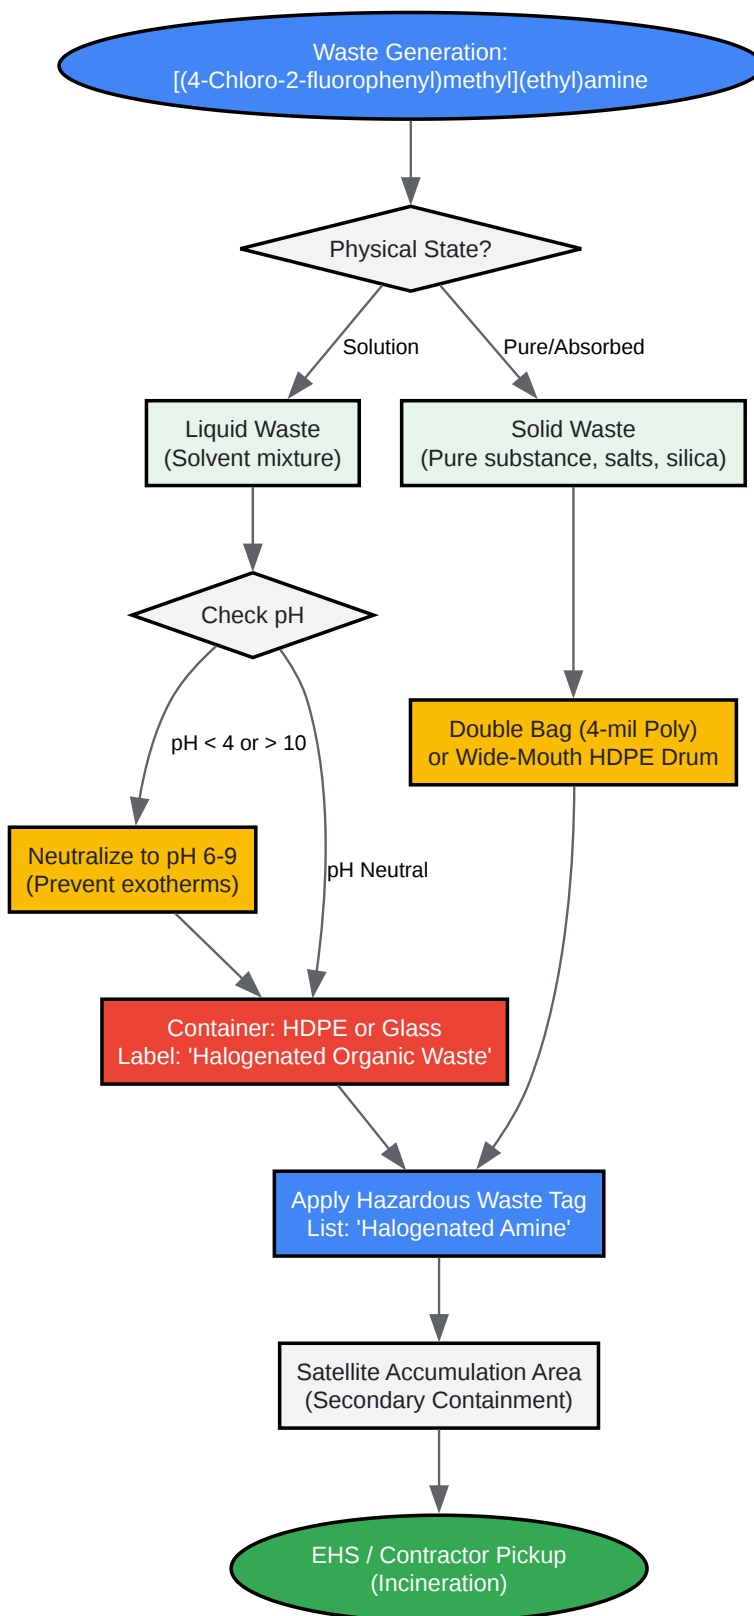 Waste Generation:
[(4-Chloro-2-fluorophenyl)methyl](ethyl)amine
Physical State?
Solution
Pure/Absorbed
Liquid Waste
(Solvent mixture)
Solid Waste
(Pure substance, salts, silica)
Check pH
pH < 4 or > 10
Double Bag (4-mil Poly)
or Wide-Mouth HDPE Drum
Neutralize to pH 6-9
(Prevent exotherms)
pH Neutral
Container: HDPE or Glass
Label: 'Halogenated Organic Waste'
Apply Hazardous Waste Tag
List: 'Halogenated Amine'
Satellite Accumulation Area
(Secondary Containment)
EHS / Contractor Pickup
(Incineration)